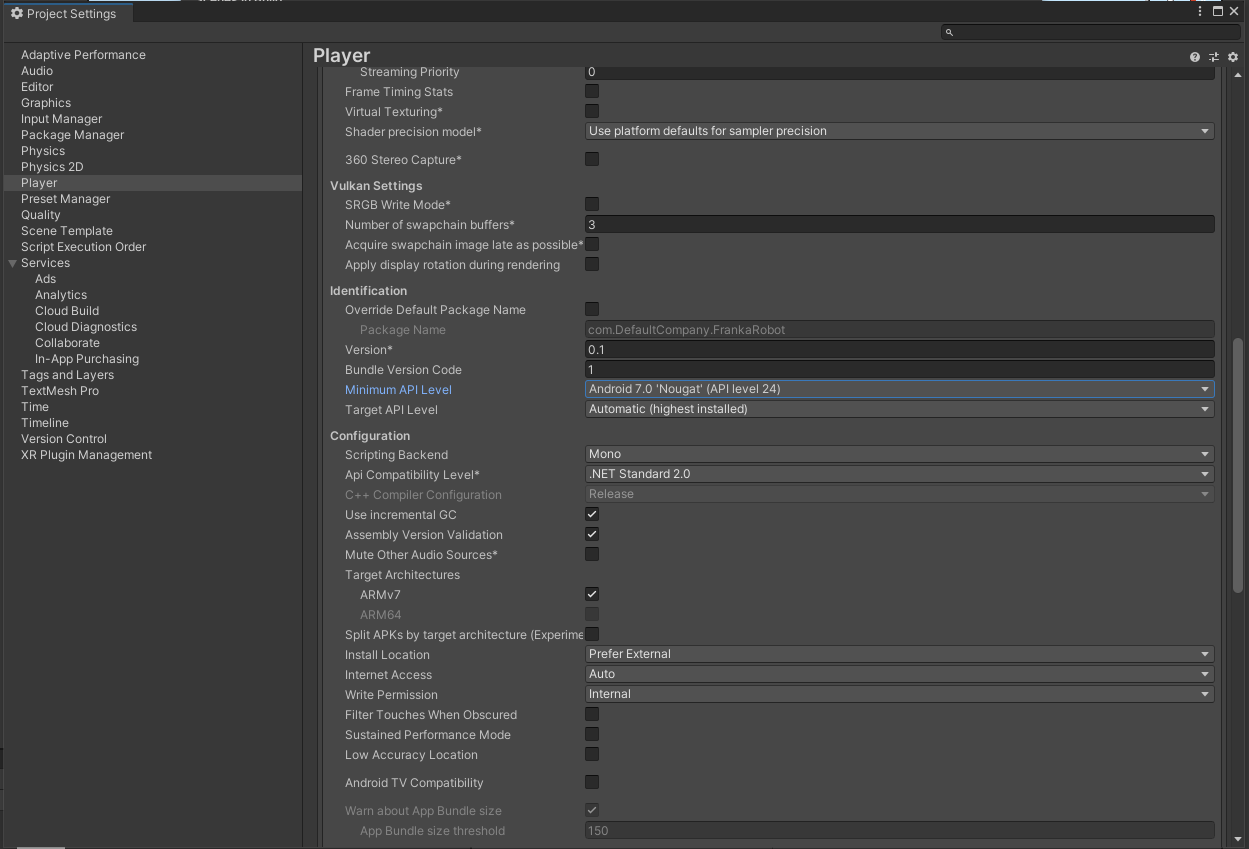 Project Settings
Adaptive Performance
Audio
Editor
Graphics
Input Manager
Package Manager
Physics
Physics 2D
Player
Preset Manager
Quality
Scene Template
Script Execution Order
Services
Ads
Analytics
Cloud Build
Cloud Diagnostics
Collaborate
In-App Purchasing
Tags and Layers
TextMesh Pro
Time
Timeline
Version Control
XR Plugin Management
Player
Streaming Priority 0
Frame Timing Stats
Virtual Texturing*
Shader precision model* Use platform defaults for sampler precision
360 Stereo Capture*
Vulkan Settings
SRGB Write Mode*
Number of swapchain buffers* 3
Acquire swapchain image late as possible*
Apply display rotation during rendering
Identification
Override Default Package Name
Package Name com.DefaultCompany.FrankaRobot
Version* 0.1
Bundle Version Code 1
Minimum API Level Android 7.0 'Nougat' (API level 24)
Target API Level Automatic (highest installed)
Configuration
Scripting Backend Mono
Api Compatibility Level* .NET Standard 2.0
C++ Compiler Configuration Release
Use incremental GC
Assembly Version Validation
Mute Other Audio Sources*
Target Architectures
ARMv7
ARM64
Split APKs by target architecture (Experime
Install Location Prefer External
Internet Access Auto
Write Permission Internal
Filter Touches When Obscured
Sustained Performance Mode
Low Accuracy Location
Android TV Compatibility
Warn about App Bundle size
App Bundle size threshold 150